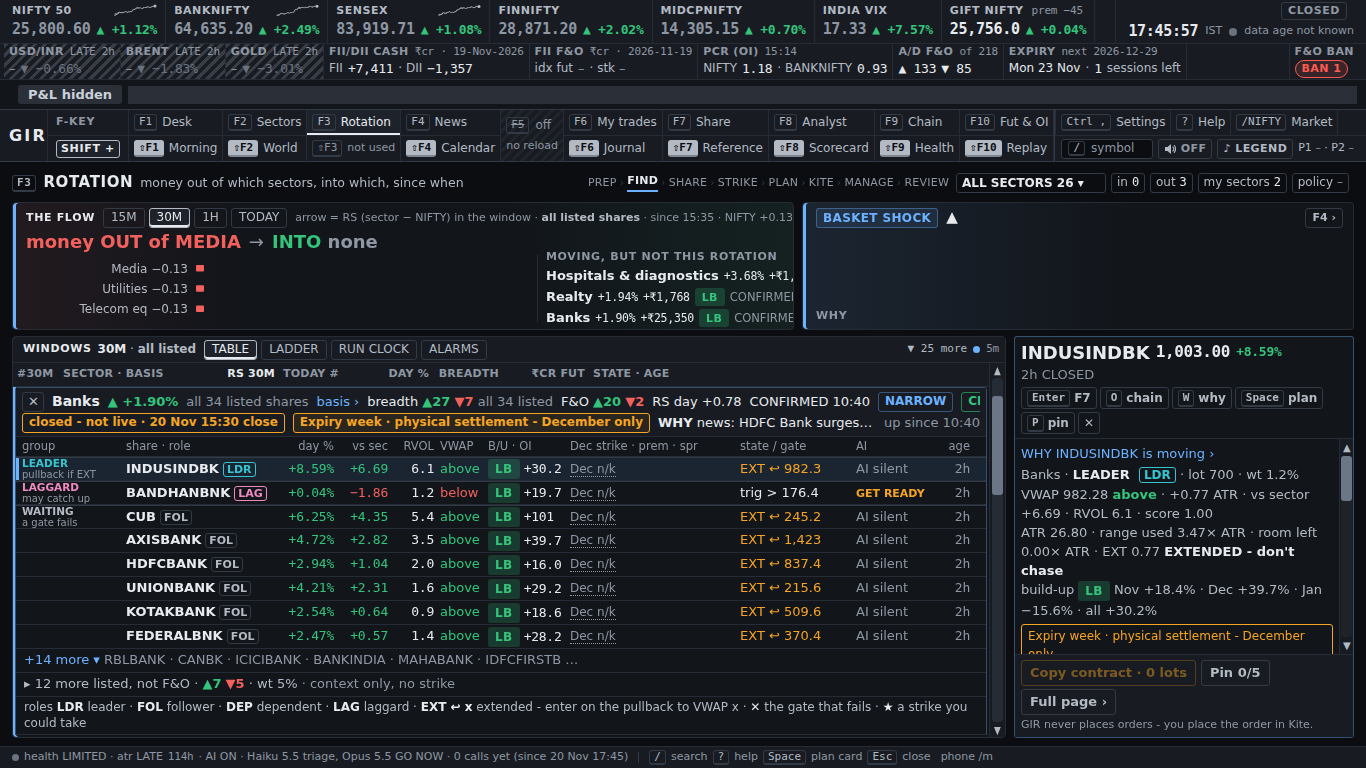 NIFTY 50
25,800.60 ▲ +1.12%
BANKNIFTY
64,635.20 ▲ +2.49%
SENSEX
83,919.71 ▲ +1.08%
FINNIFTY
28,871.20 ▲ +2.02%
MIDCPNIFTY
14,305.15 ▲ +0.70%
INDIA VIX
17.33 ▲ +7.57%
GIFT NIFTY prem −45
25,756.0 ▲ +0.04%
CLOSED
17:45:57 IST ● data age not known
USD/INR LATE 2h
– ▼ −0.66%
BRENT LATE 2h
– ▼ −1.83%
GOLD LATE 2h
– ▼ −3.01%
FII/DII CASH ₹cr · 19-Nov-2026
FII +7,411 · DII −1,357
FII F&O ₹cr · 2026-11-19
idx fut – · stk –
PCR (OI) 15:14
NIFTY 1.18 · BANKNIFTY 0.93
A/D F&O of 218
▲ 133 ▼ 85
EXPIRY next 2026-12-29
Mon 23 Nov · 1 sessions left
F&O BAN
BAN 1
P&L hidden
GIR
F-KEY
F1 Desk
F2 Sectors
F3 Rotation
F4 News
F5 off
no reload
F6 My trades
F7 Share
F8 Analyst
F9 Chain
F10 Fut & OI
Ctrl , Settings
? Help
/NIFTY Market
SHIFT +
⇧F1 Morning
⇧F2 World
⇧F3 not used
⇧F4 Calendar
⇧F6 Journal
⇧F7 Reference
⇧F8 Scorecard
⇧F9 Health
⇧F10 Replay
/ symbol
OFF
♪ LEGEND
P1 – · P2 –
F3 ROTATION money out of which sectors, into which, since when
PREP › FIND › SHARE › STRIKE › PLAN › KITE › MANAGE › REVIEW
ALL SECTORS 26 ▾
in 0
out 3
my sectors 2
policy –
THE FLOW 15M 30M 1H TODAY arrow = RS (sector − NIFTY) in the window · all listed shares · since 15:35 · NIFTY +0.13
money OUT of MEDIA → INTO none
Media −0.13
Utilities −0.13
Telecom eq −0.13
MOVING, BUT NOT THIS ROTATION
Hospitals & diagnostics +3.68% +₹1,
Realty +1.94% +₹1,768 LB CONFIRMED
Banks +1.90% +₹25,350 LB CONFIRME
BASKET SHOCK ▲
F4 ›
WHY
WINDOWS 30M · all listed TABLE LADDER RUN CLOCK ALARMS
▼ 25 more ● 5m
#30M SECTOR · BASIS RS 30M TODAY # DAY % BREADTH ₹CR FUT STATE · AGE
✕ Banks ▲ +1.90% all 34 listed shares basis › breadth ▲27 ▼7 all 34 listed F&O ▲20 ▼2 RS day +0.78 CONFIRMED 10:40 NARROW
closed - not live · 20 Nov 15:30 close
Expiry week · physical settlement - December only
WHY news: HDFC Bank surges… up since 10:40
group share · role day % vs sec RVOL VWAP B/U · OI Dec strike · prem · spr state / gate AI age
LEADER
pullback if EXT
INDUSINDBK LDR +8.59% +6.69 6.1 above LB +30.2 Dec n/k EXT ↩ 982.3 AI silent 2h
LAGGARD
may catch up
BANDHANBNK LAG +0.04% −1.86 1.2 below LB +19.7 Dec n/k trig > 176.4 GET READY 2h
WAITING
a gate fails
CUB FOL +6.25% +4.35 5.4 above LB +101 Dec n/k EXT ↩ 245.2 AI silent 2h
AXISBANK FOL +4.72% +2.82 3.5 above LB +39.7 Dec n/k EXT ↩ 1,423 AI silent 2h
HDFCBANK FOL +2.94% +1.04 2.0 above LB +16.0 Dec n/k EXT ↩ 837.4 AI silent 2h
UNIONBANK FOL +4.21% +2.31 1.6 above LB +29.2 Dec n/k EXT ↩ 215.6 AI silent 2h
KOTAKBANK FOL +2.54% +0.64 0.9 above LB +18.6 Dec n/k EXT ↩ 509.6 AI silent 2h
FEDERALBNK FOL +2.47% +0.57 1.4 above LB +28.2 Dec n/k EXT ↩ 370.4 AI silent 2h
+14 more ▾ RBLBANK · CANBK · ICICIBANK · BANKINDIA · MAHABANK · IDFCFIRSTB …
▸ 12 more listed, not F&O · ▲7 ▼5 · wt 5% · context only, no strike
roles LDR leader · FOL follower · DEP dependent · LAG laggard · EXT ↩ x extended - enter on the pullback to VWAP x · ✕ the gate that fails · ★ a strike you
could take
INDUSINDBK 1,003.00 +8.59%
2h CLOSED
Enter F7
O chain
W why
Space plan
P pin
✕
WHY INDUSINDBK is moving ›
Banks · LEADER LDR · lot 700 · wt 1.2%
VWAP 982.28 above · +0.77 ATR · vs sector
+6.69 · RVOL 6.1 · score 1.00
ATR 26.80 · range used 3.47× ATR · room left
0.00× ATR · EXT 0.77 EXTENDED - don't
chase
build-up LB Nov +18.4% · Dec +39.7% · Jan
−15.6% · all +30.2%
Expiry week · physical settlement - December
only
Copy contract · 0 lots
Pin 0/5
Full page ›
GIR never places orders - you place the order in Kite.
● health LIMITED · atr LATE 114h · AI ON · Haiku 5.5 triage, Opus 5.5 GO NOW · 0 calls yet (since 20 Nov 17:45) | / search ? help Space plan card Esc close phone /m